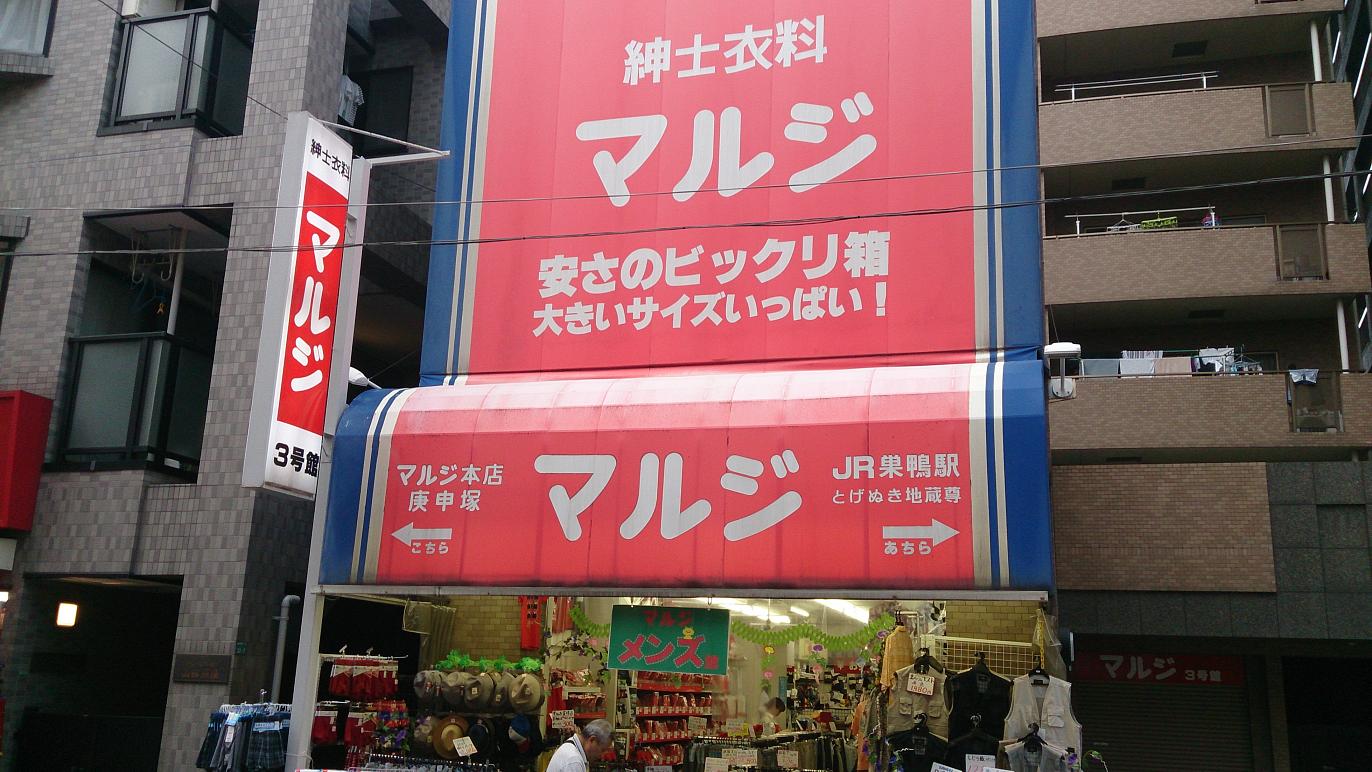 紳士衣料
マルジ
安さのビックリ箱
大きいサイズいっぱい！
紳士衣料
マルジ
3号館
マルジ本店
庚申塚
こちら
マルジ
JR巣鴨駅
とげぬき地蔵尊
あちら
マルジ
メンズ館
マルジ 3号館
1980